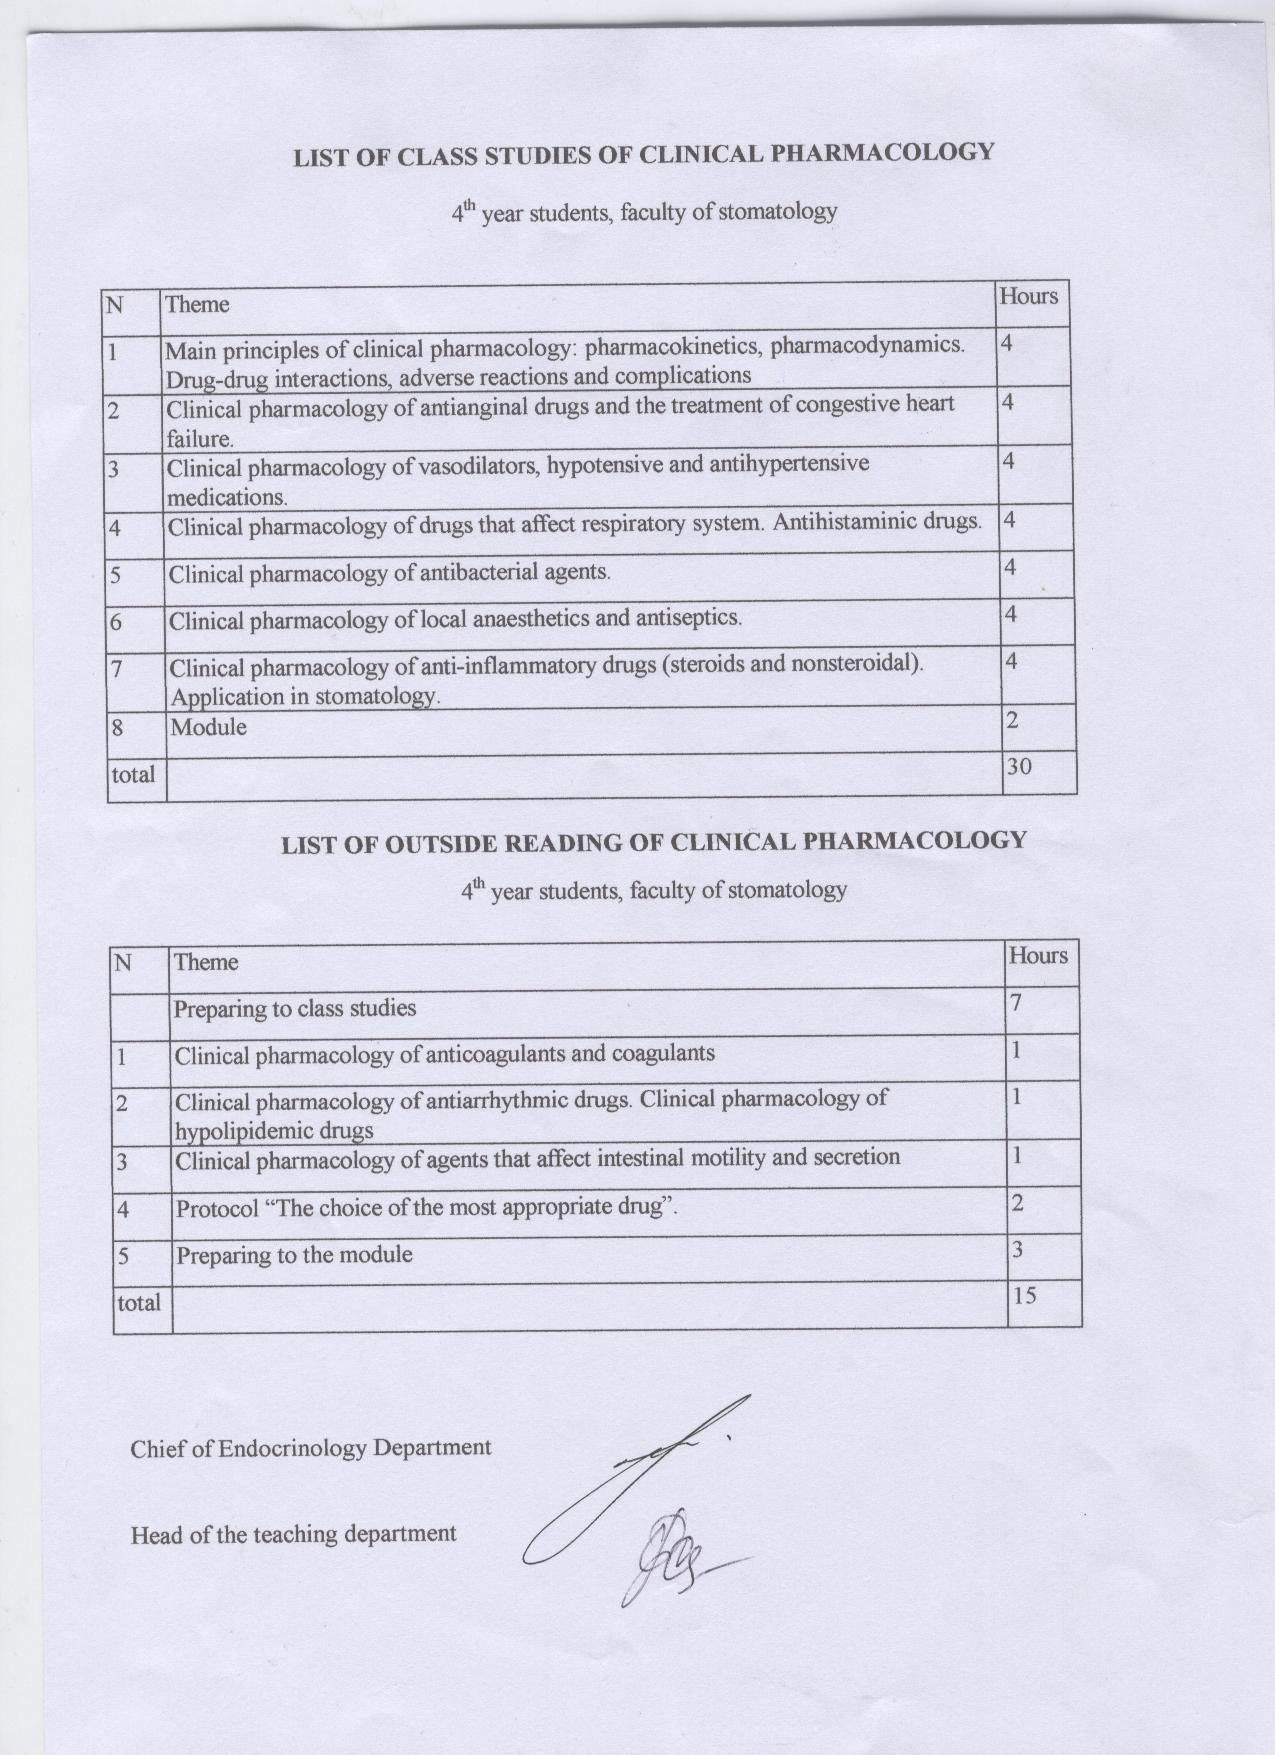 LIST OF CLASS STUDIES OF CLINICAL PHARMACOLOGY
4th year students, faculty of stomatology
N Theme Hours
1 Main principles of clinical pharmacology: pharmacokinetics, pharmacodynamics. 4
Drug-drug interactions, adverse reactions and complications
2 Clinical pharmacology of antianginal drugs and the treatment of congestive heart 4
failure.
3 Clinical pharmacology of vasodilators, hypotensive and antihypertensive 4
medications.
4 Clinical pharmacology of drugs that affect respiratory system. Antihistaminic drugs. 4
5 Clinical pharmacology of antibacterial agents. 4
6 Clinical pharmacology of local anaesthetics and antiseptics. 4
7 Clinical pharmacology of anti-inflammatory drugs (steroids and nonsteroidal). 4
Application in stomatology.
8 Module 2
total 30
LIST OF OUTSIDE READING OF CLINICAL PHARMACOLOGY
4th year students, faculty of stomatology
N Theme Hours
Preparing to class studies 7
1 Clinical pharmacology of anticoagulants and coagulants 1
2 Clinical pharmacology of antiarrhythmic drugs. Clinical pharmacology of 1
hypolipidemic drugs
3 Clinical pharmacology of agents that affect intestinal motility and secretion 1
4 Protocol “The choice of the most appropriate drug”. 2
5 Preparing to the module 3
total 15
Chief of Endocrinology Department
Head of the teaching department